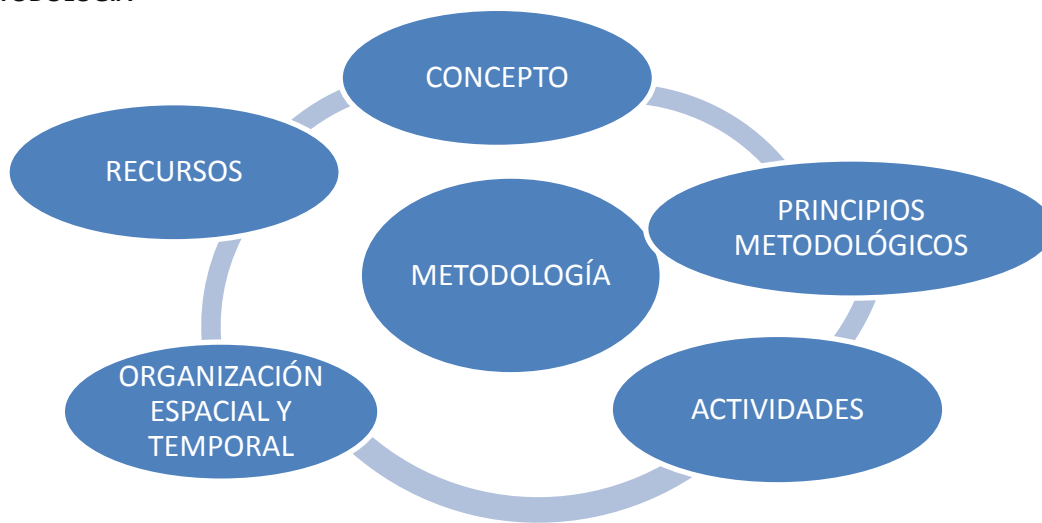 CONCEPTO
RECURSOS
PRINCIPIOS
METODOLÓGICOS
METODOLOGÍA
ORGANIZACIÓN
ESPACIAL Y
TEMPORAL
ACTIVIDADES